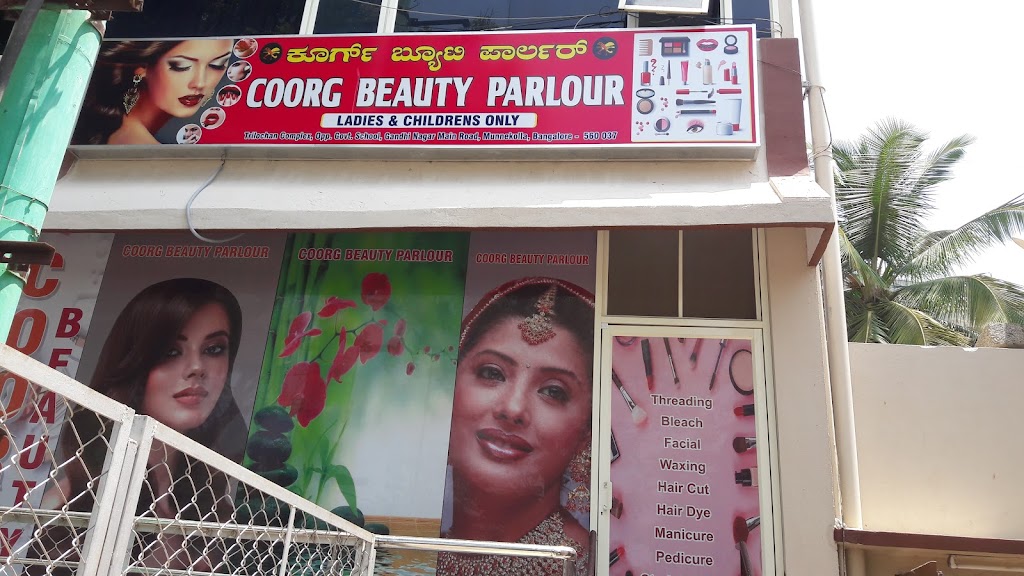 ಕೂರ್ಗ್ ಬ್ಯೂಟಿ ಪಾರ್ಲರ್
COORG BEAUTY PARLOUR
LADIES & CHILDRENS ONLY
Trilochan Complex, Opp. Govt. School, Gandhi Nagar Main Road, Munnekolla, Bangalore - 560 037
COORG BEAUTY PARLOUR
COORG BEAUTY PARLOUR
COORG BEAUTY PARLOUR
COORG
BEAUTY
Threading
Bleach
Facial
Waxing
Hair Cut
Hair Dye
Manicure
Pedicure